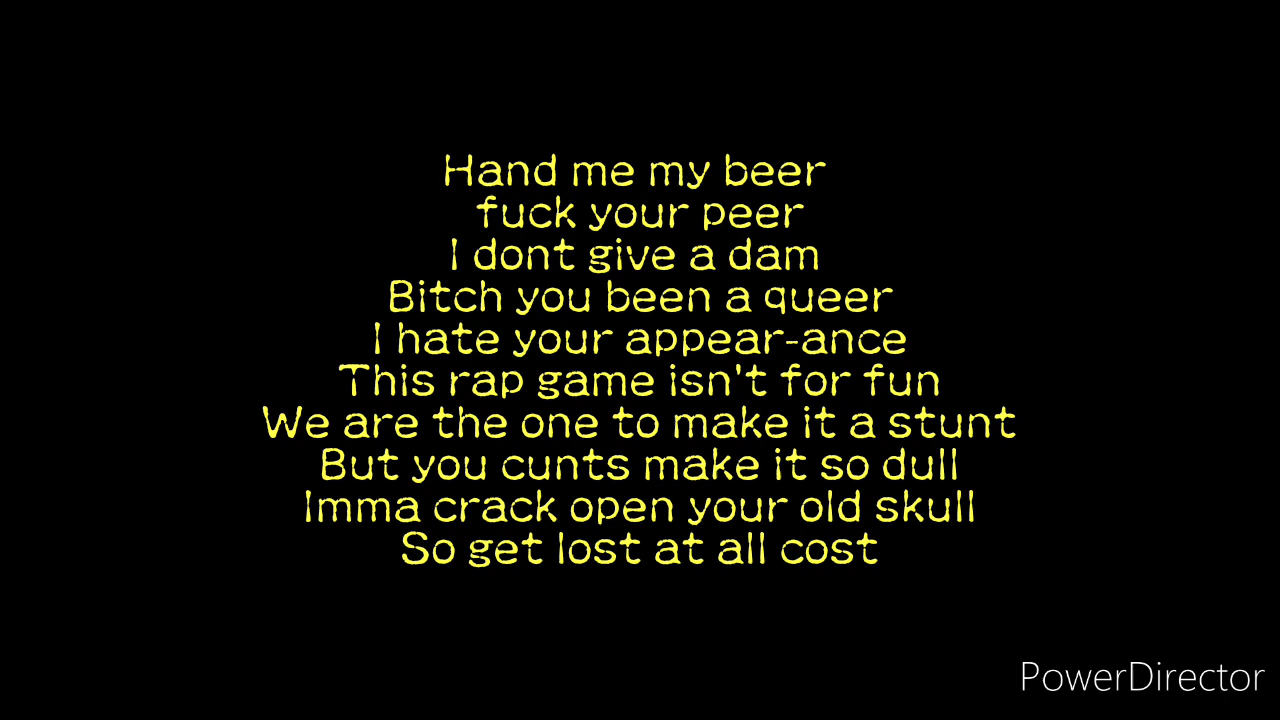 Hand me my beer
fuck your peer
I dont give a dam
Bitch you been a queer
I hate your appear-ance
This rap game isn't for fun
We are the one to make it a stunt
But you cunts make it so dull
Imma crack open your old skull
So get lost at all cost
PowerDirector